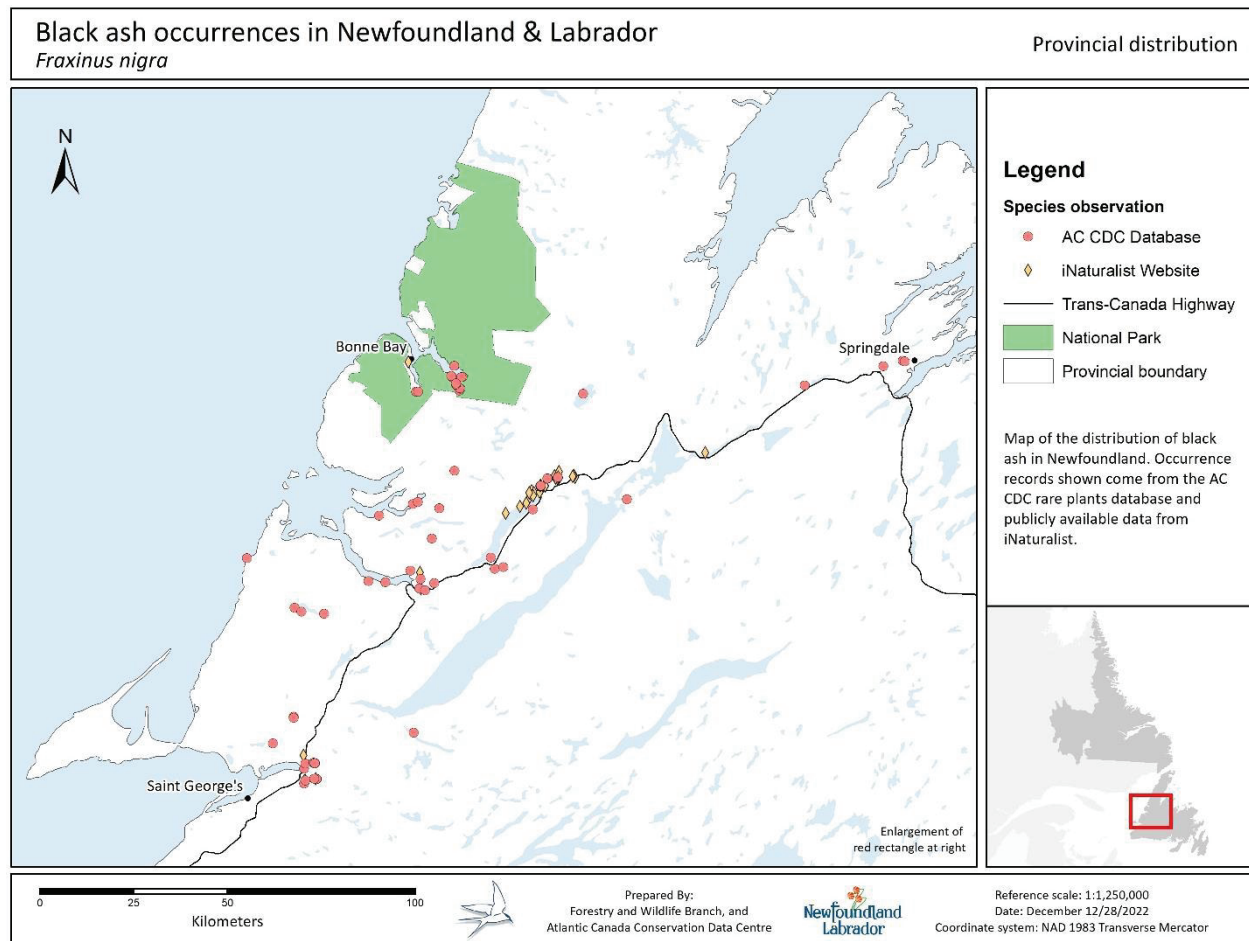 Black ash occurrences in Newfoundland & Labrador
Fraxinus nigra
Provincial distribution
N
Bonne Bay
Springdale
Saint George's
Enlargement of
red rectangle at right
Legend
Species observation
AC CDC Database
iNaturalist Website
Trans-Canada Highway
National Park
Provincial boundary
Map of the distribution of black
ash in Newfoundland. Occurrence
records shown come from the AC
CDC rare plants database and
publicly available data from
iNaturalist.
0 25 50 100
Kilometers
Prepared By:
Forestry and Wildlife Branch, and
Atlantic Canada Conservation Data Centre
Newfoundland
Labrador
Reference scale: 1:1,250,000
Date: December 12/28/2022
Coordinate system: NAD 1983 Transverse Mercator